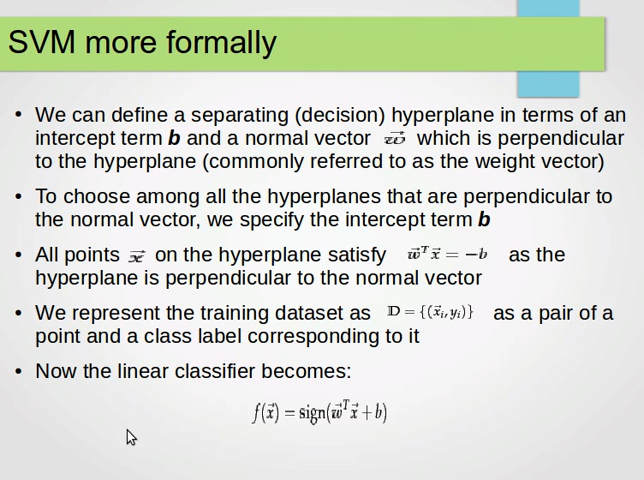 SVM more formally
• We can define a separating (decision) hyperplane in terms of an
intercept term b and a normal vector w⃗ which is perpendicular
to the hyperplane (commonly referred to as the weight vector)
• To choose among all the hyperplanes that are perpendicular to
the normal vector, we specify the intercept term b
• All points x⃗ on the hyperplane satisfy w⃗ᵀx⃗ = −b as the
hyperplane is perpendicular to the normal vector
• We represent the training dataset as 𝔻 = {(x⃗ᵢ, yᵢ)} as a pair of a
point and a class label corresponding to it
• Now the linear classifier becomes:
f(x⃗) = sign(w⃗ᵀx⃗ + b)